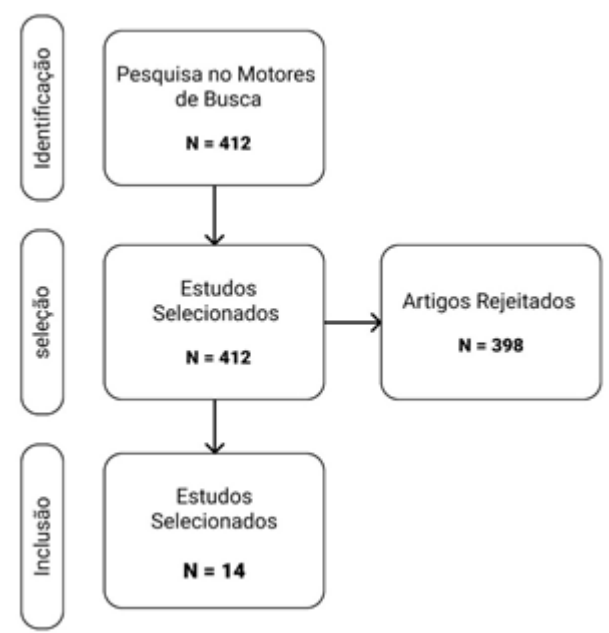 Identificação
Pesquisa no Motores
de Busca
N = 412
seleção
Estudos
Selecionados
N = 412
Artigos Rejeitados
N = 398
Inclusão
Estudos
Selecionados
N = 14